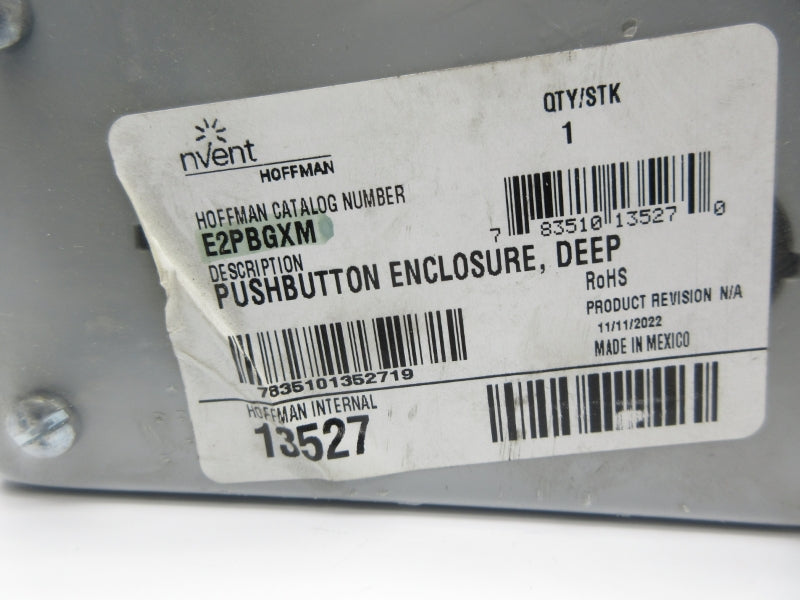 nvent
HOFFMAN
QTY/STK
1
HOFFMAN CATALOG NUMBER
E2PBGXM
7 83510 13527 0
DESCRIPTION
PUSHBUTTON ENCLOSURE, DEEP
RoHS
PRODUCT REVISION N/A
11/11/2022
MADE IN MEXICO
7835101352719
HOFFMAN INTERNAL
13527